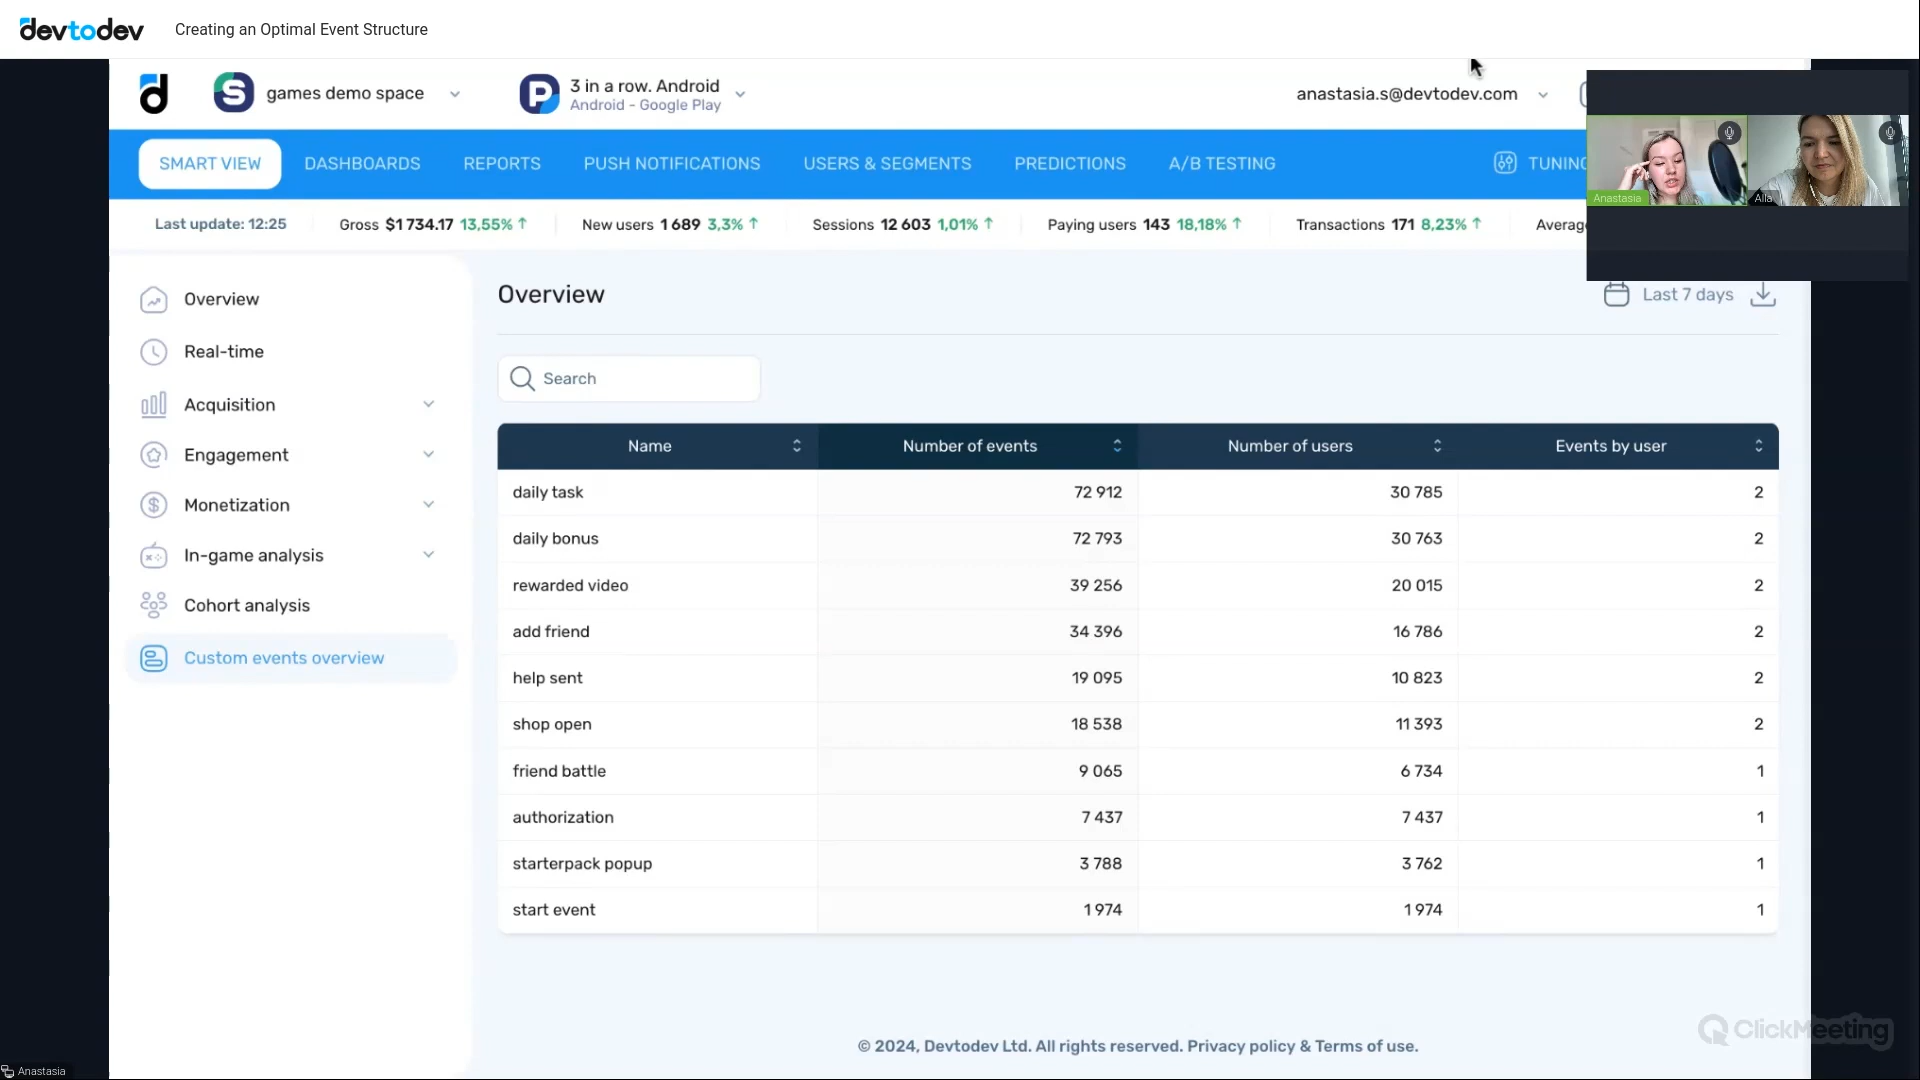 devtodev Creating an Optimal Event Structure
games demo space
3 in a row. Android
Android - Google Play
anastasia.s@devtodev.com
SMART VIEW DASHBOARDS REPORTS PUSH NOTIFICATIONS USERS & SEGMENTS PREDICTIONS A/B TESTING TUNING
Anastasia Alla
Last update: 12:25 Gross $1 734.17 13,55% New users 1 689 3,3% Sessions 12 603 1,01% Paying users 143 18,18% Transactions 171 8,23% Average
Overview
Real-time
Acquisition
Engagement
Monetization
In-game analysis
Cohort analysis
Custom events overview
Overview Last 7 days
Search
Name Number of events Number of users Events by user
daily task 72 912 30 785 2
daily bonus 72 793 30 763 2
rewarded video 39 256 20 015 2
add friend 34 396 16 786 2
help sent 19 095 10 823 2
shop open 18 538 11 393 2
friend battle 9 065 6 734 1
authorization 7 437 7 437 1
starterpack popup 3 788 3 762 1
start event 1 974 1 974 1
© 2024, Devtodev Ltd. All rights reserved. Privacy policy & Terms of use.
ClickMeeting
Anastasia